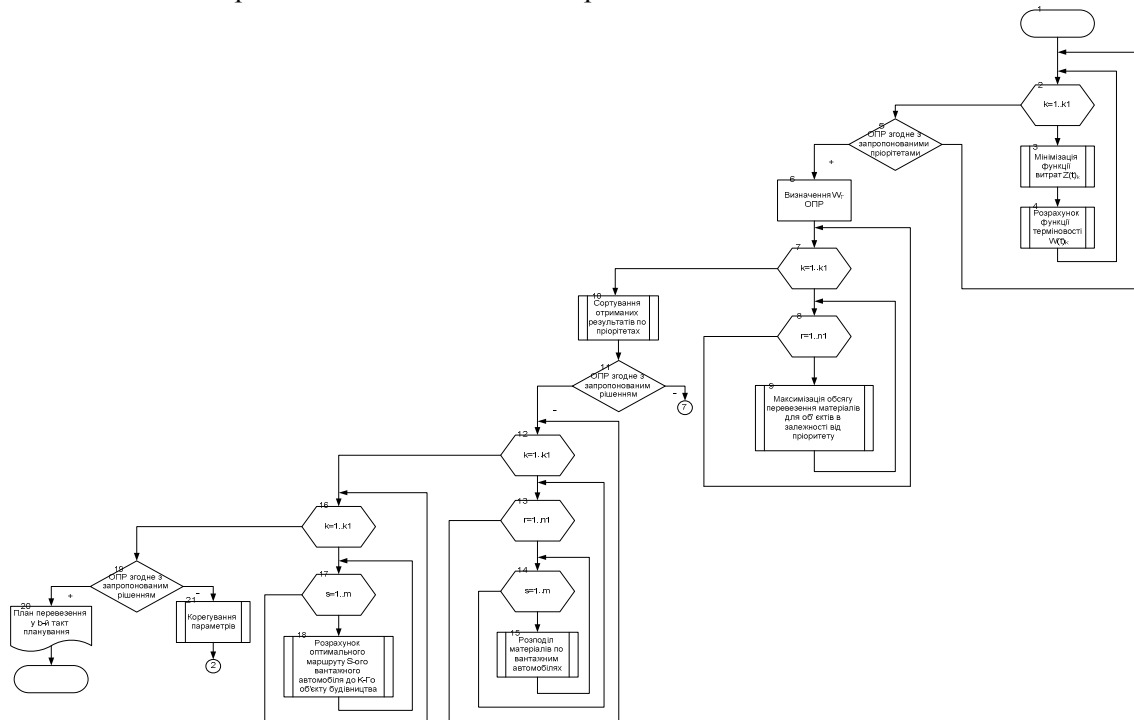 1
2
k=1..k1
3
Мінімізація
функції
витрат Z(t)k
4
Розрахунок
функції
терміновості
W(t)k
ОПР згодне з
запропонованими
пріорітетами
+
6
Визначення Wт
ОПР
7
k=1..k1
8
r=1..n1
9
Максимізація обсягу
перевезення матеріалів
для об' єктів в
залежності від
пріоритету
10
Сортування
отриманих
результатів по
пріорітетах
11
ОПР згодне з
запропонованим
рішенням
-
7
-
12
k=1..k1
13
r=1..n1
14
s=1..m
15
Розподіл
матеріалів по
вантажним
автомобілях
16
k=1..k1
17
s=1..m
18
Розрахунок
оптимального
маршруту S-ого
вантажного
автомобіля до К-Го
об'єкту будівництва
19
ОПР згодне з
запропонованим
рішенням
+
-
20
План перевезення
у b-й такт
планування
21
Корегування
параметрів
2